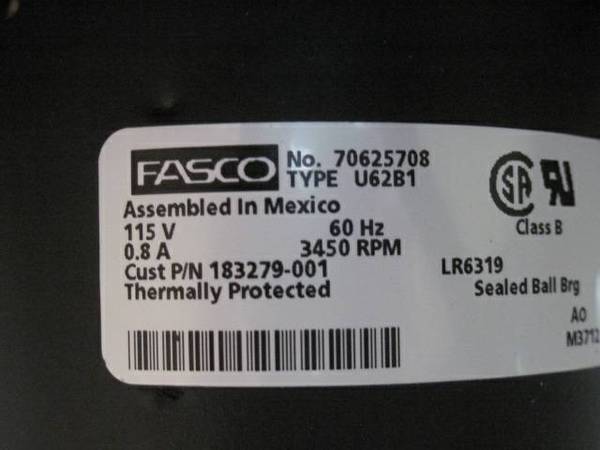 FASCO
No. 70625708
TYPE U62B1
Assembled In Mexico
115 V 60 Hz
0.8 A 3450 RPM
Cust P/N 183279-001
Thermally Protected
Class B
LR6319
Sealed Ball Brg
AO
M3712